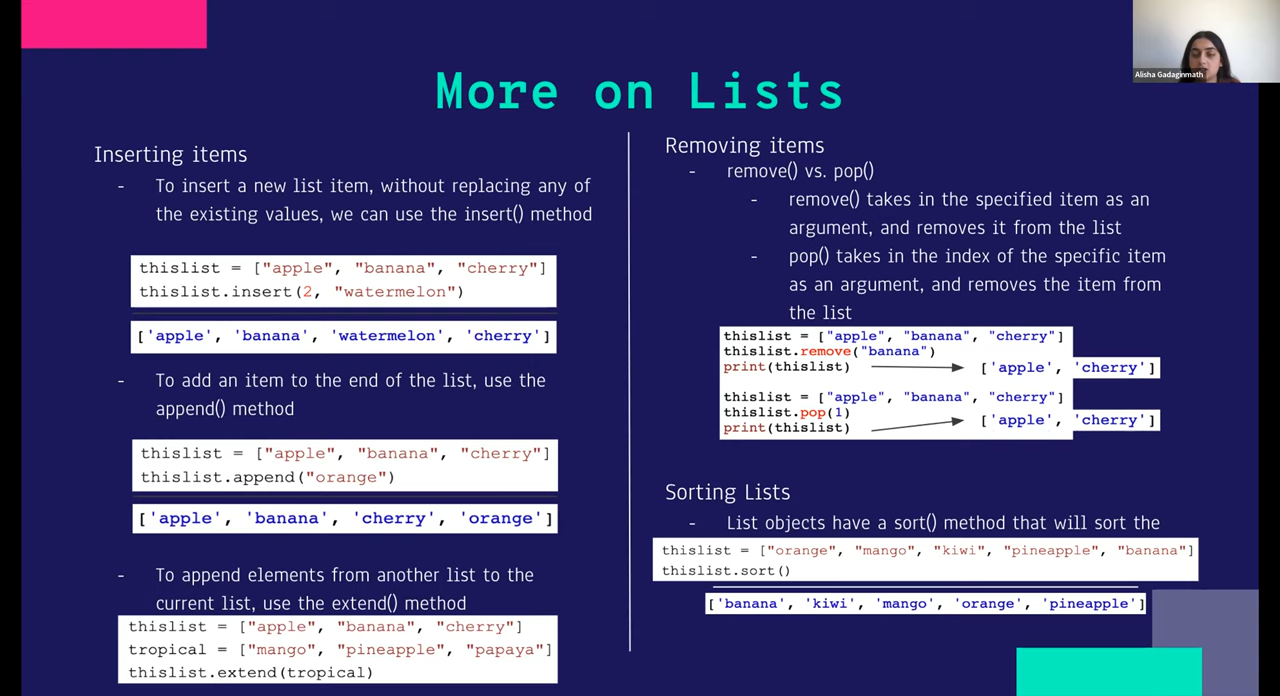 More on Lists
Inserting items
- To insert a new list item, without replacing any of
the existing values, we can use the insert() method
thislist = ["apple", "banana", "cherry"]
thislist.insert(2, "watermelon")
['apple', 'banana', 'watermelon', 'cherry']
- To add an item to the end of the list, use the
append() method
thislist = ["apple", "banana", "cherry"]
thislist.append("orange")
['apple', 'banana', 'cherry', 'orange']
- To append elements from another list to the
current list, use the extend() method
thislist = ["apple", "banana", "cherry"]
tropical = ["mango", "pineapple", "papaya"]
thislist.extend(tropical)
Removing items
- remove() vs. pop()
- remove() takes in the specified item as an
argument, and removes it from the list
- pop() takes in the index of the specific item
as an argument, and removes the item from
the list
thislist = ["apple", "banana", "cherry"]
thislist.remove("banana")
print(thislist) ['apple', 'cherry']
thislist = ["apple", "banana", "cherry"]
thislist.pop(1)
print(thislist) ['apple', 'cherry']
Sorting Lists
- List objects have a sort() method that will sort the
thislist = ["orange", "mango", "kiwi", "pineapple", "banana"]
thislist.sort()
['banana', 'kiwi', 'mango', 'orange', 'pineapple']
Alisha Gadaginmath